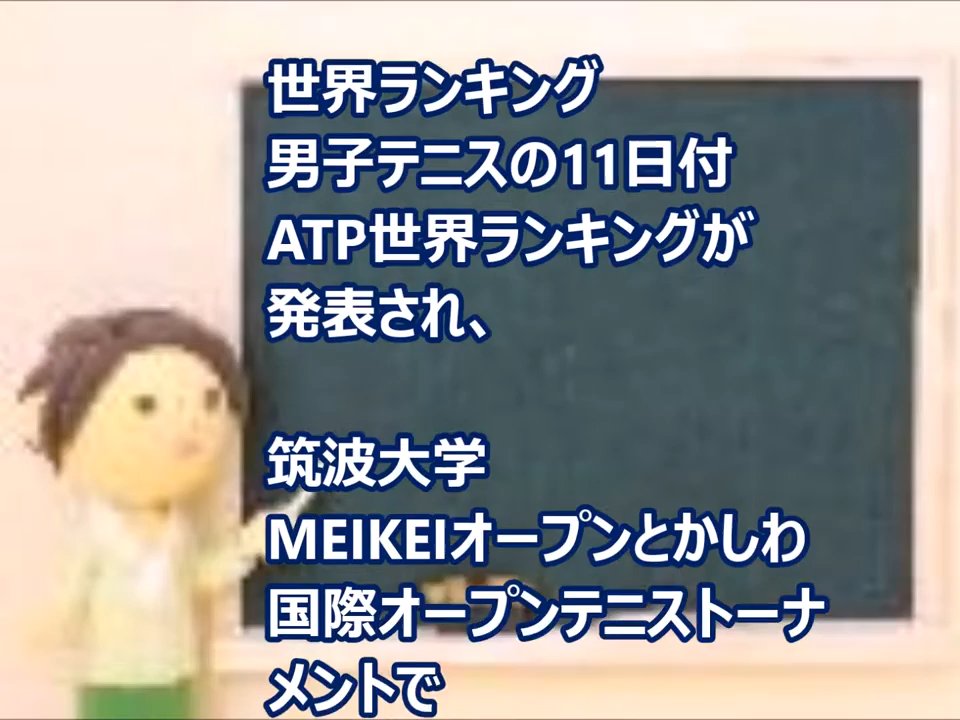 世界ランキング
男子テニスの11日付
ATP世界ランキングが
発表され、
筑波大学
MEIKEIオープンとかしわ
国際オープンテニストーナ
メントで